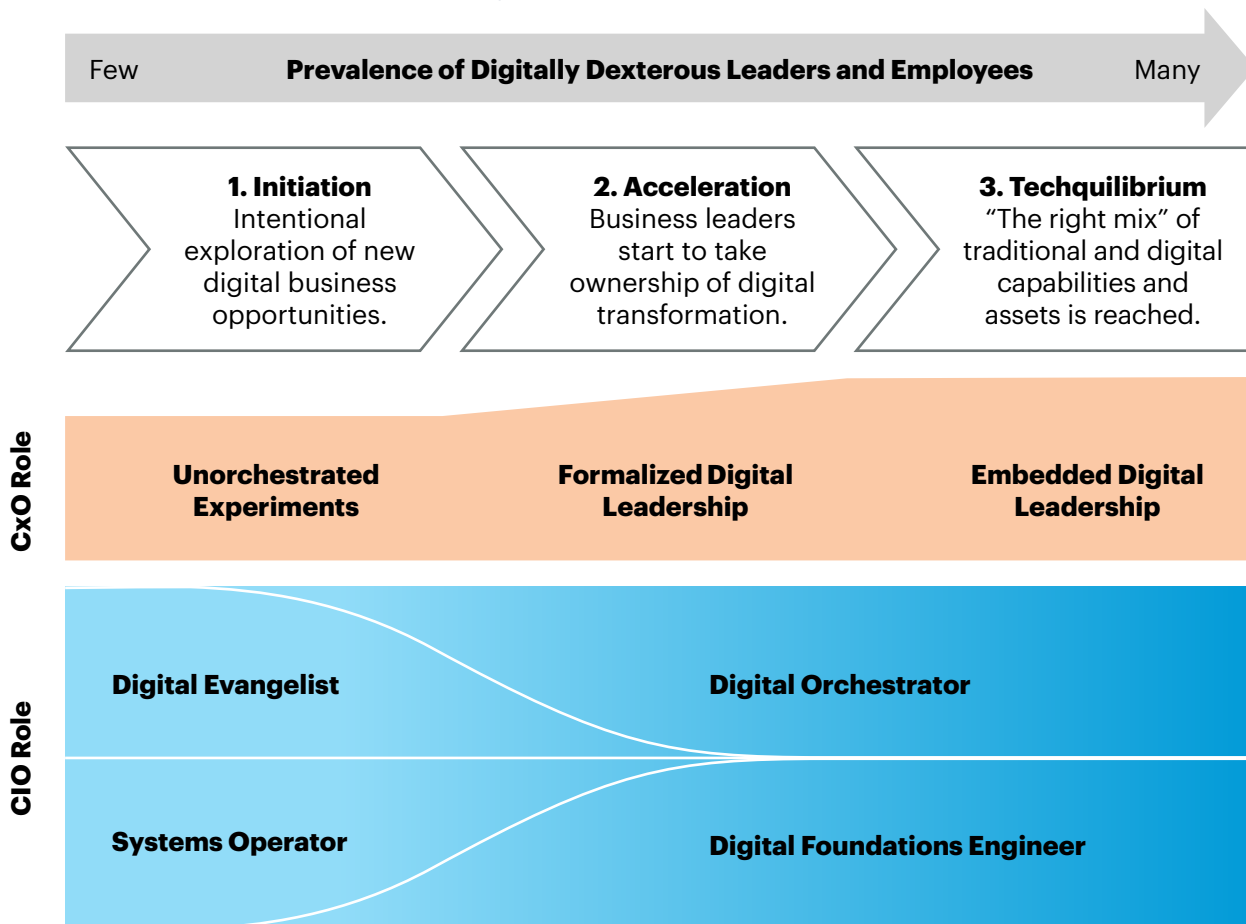 Few Prevalence of Digitally Dexterous Leaders and Employees Many
1. Initiation
Intentional
exploration of new
digital business
opportunities.
2. Acceleration
Business leaders
start to take
ownership of digital
transformation.
3. Techquilibrium
“The right mix” of
traditional and digital
capabilities and
assets is reached.
CxO Role
Unorchestrated
Experiments
Formalized Digital
Leadership
Embedded Digital
Leadership
CIO Role
Digital Evangelist
Digital Orchestrator
Systems Operator
Digital Foundations Engineer